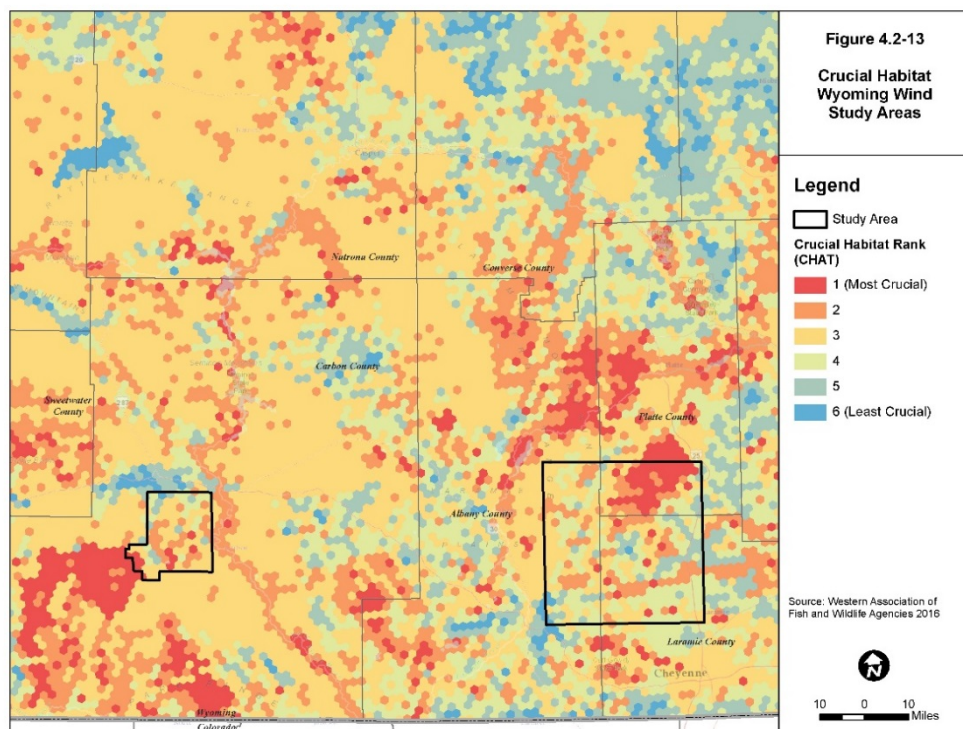 Figure 4.2-13
Crucial Habitat
Wyoming Wind
Study Areas
Legend
Study Area
Crucial Habitat Rank
(CHAT)
1 (Most Crucial)
2
3
4
5
6 (Least Crucial)
Source: Western Association of
Fish and Wildlife Agencies 2016
N
10 0 10
Miles
Natrona County
Converse County
Carbon County
Sweetwater
County
Platte County
Albany County
Laramie County
Cheyenne
Wyoming
Colorado